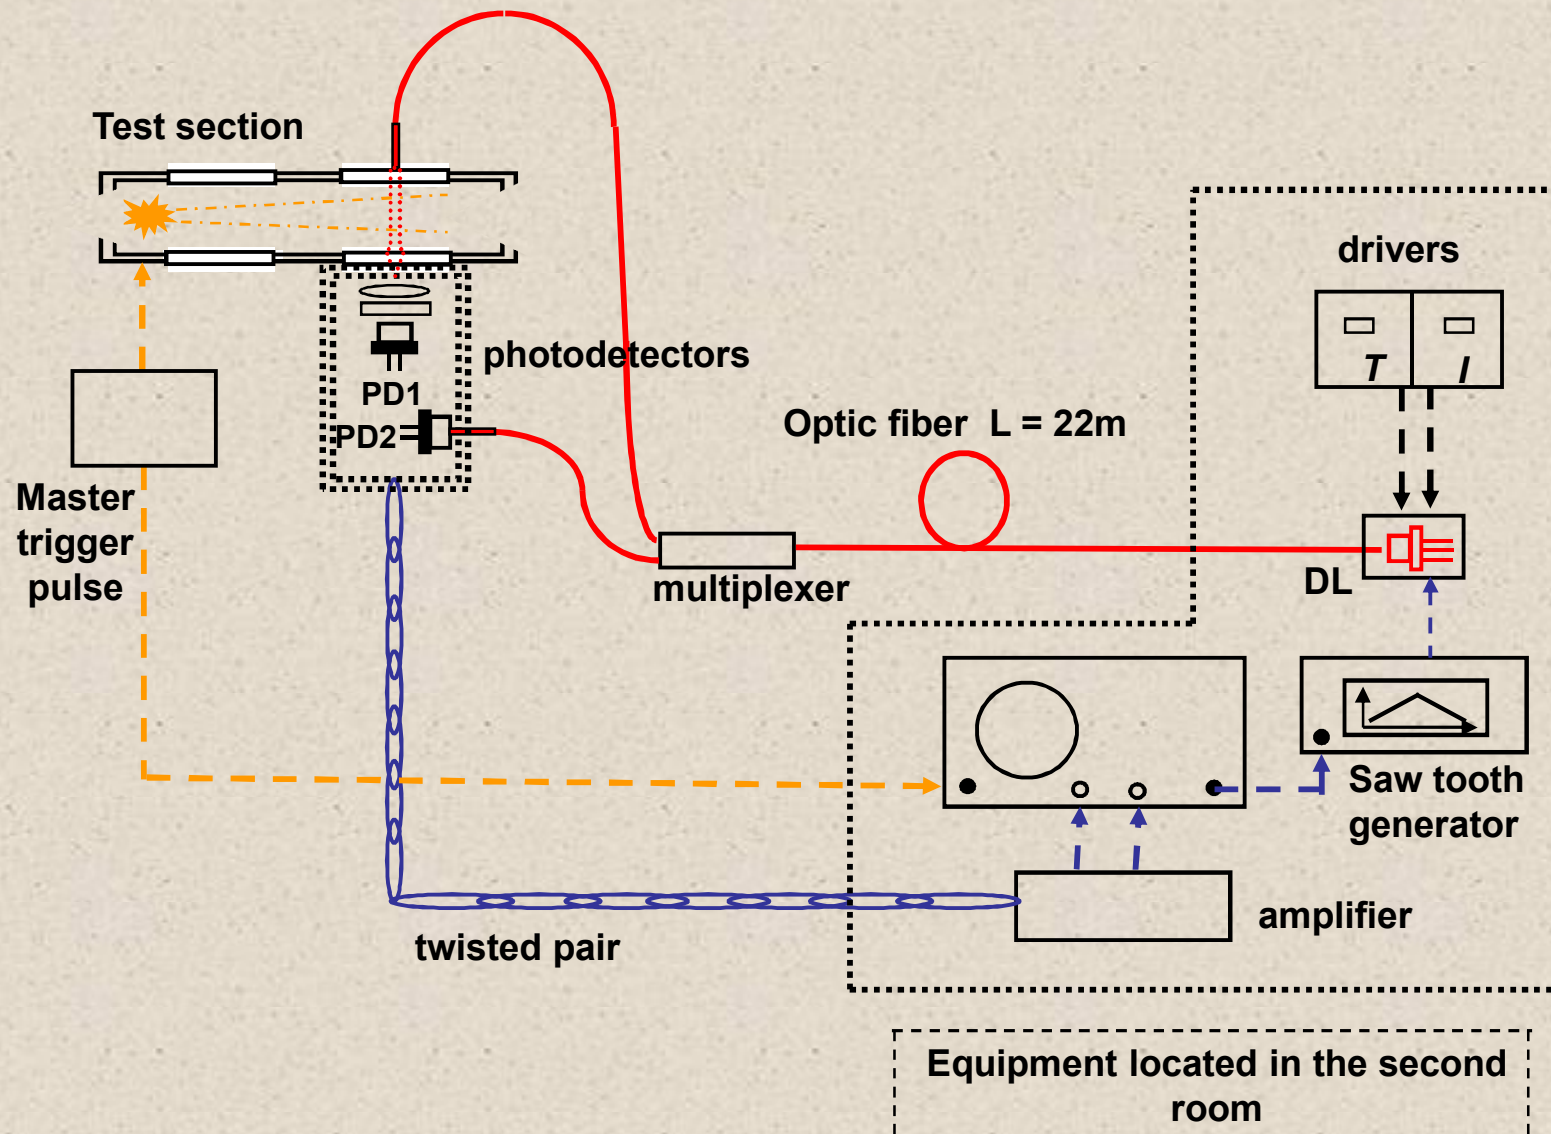 Test section
drivers
T
I
photodetectors
PD1
PD2
Optic fiber L = 22m
Master
trigger
pulse
multiplexer
DL
Saw tooth
generator
amplifier
twisted pair
Equipment located in the second
room